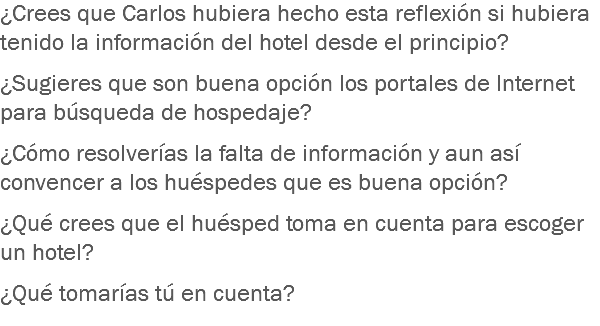 ¿Crees que Carlos hubiera hecho esta reflexión si hubiera
tenido la información del hotel desde el principio?
¿Sugieres que son buena opción los portales de Internet
para búsqueda de hospedaje?
¿Cómo resolverías la falta de información y aun así
convencer a los huéspedes que es buena opción?
¿Qué crees que el huésped toma en cuenta para escoger
un hotel?
¿Qué tomarías tú en cuenta?